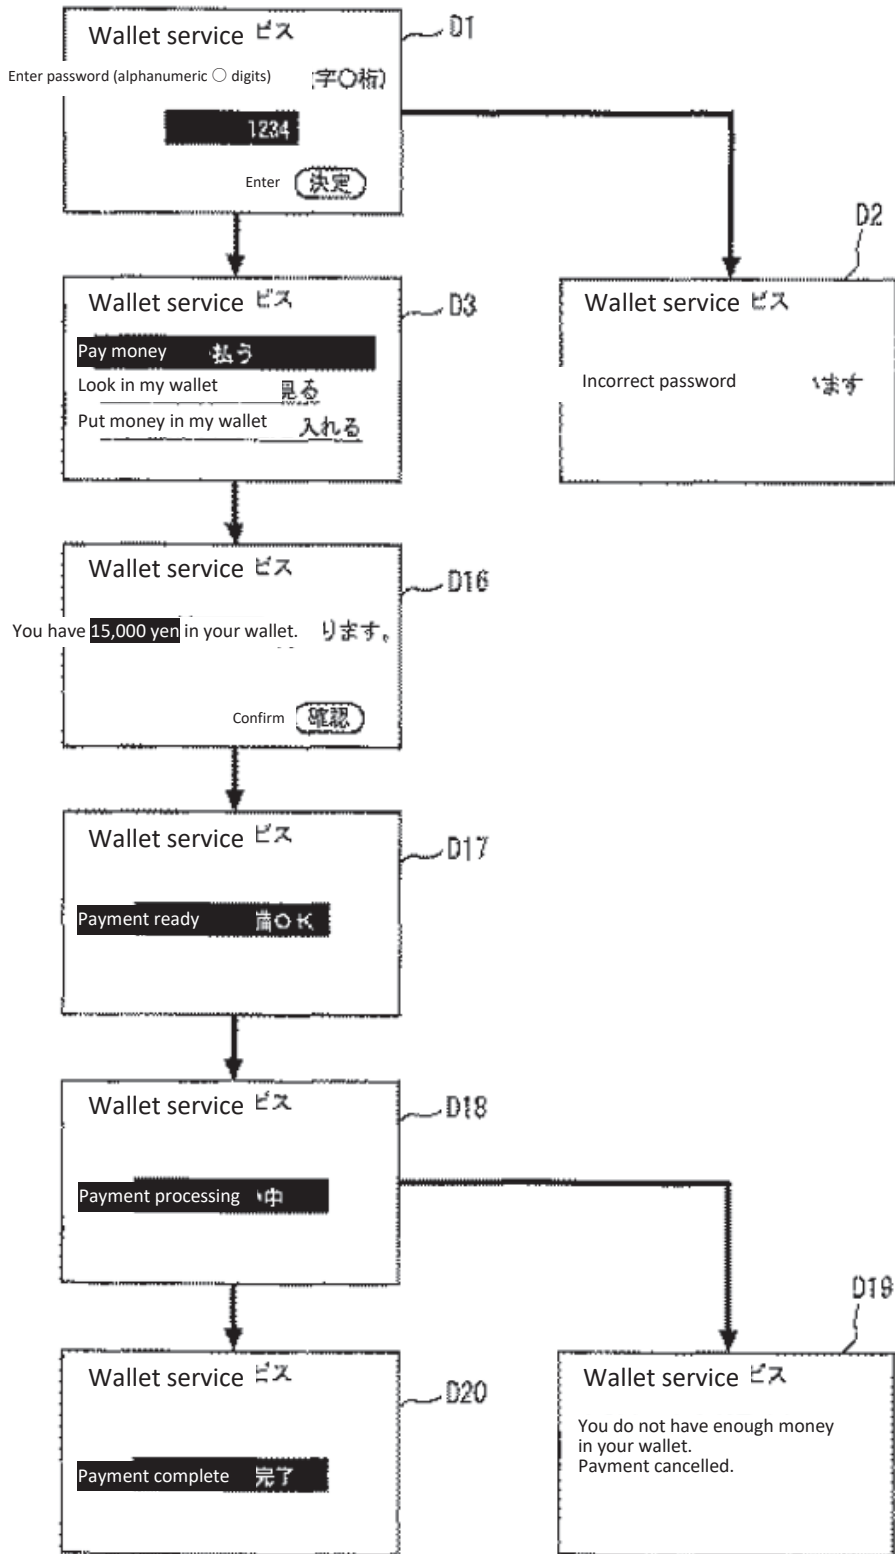 Wallet service ビス
D1
Enter password (alphanumeric ○ digits) 字〇桁)
1234
Enter 決定
D2
Wallet service ビス
D3
Wallet service ビス
Pay money 払う
Look in my wallet 見る
Incorrect password います
Put money in my wallet 入れる
Wallet service ビス
D16
You have 15,000 yen in your wallet. ります。
Confirm 確認
Wallet service ビス
D17
Payment ready 備OK
Wallet service ビス
D18
Payment processing 中
D19
Wallet service ビス
Wallet service ビス
D20
You do not have enough money
in your wallet.
Payment cancelled.
Payment complete 完了